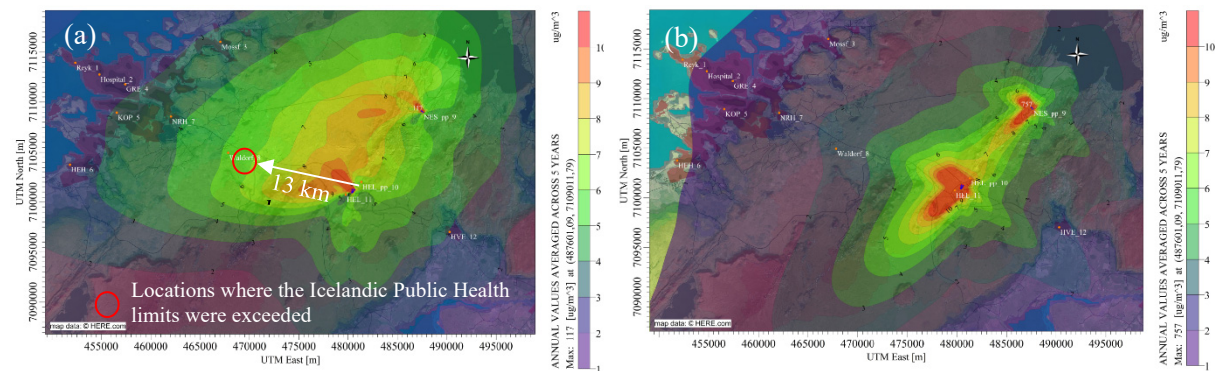 (a)
Mossf_3
Reyk_1
Hospital_2
GRE_4
KOP_5
NRH_7
NES_pp_9
Waldorf_8
HEH_6
13 km
HEL_pp_10
HEL_11
HVE_12
Locations where the Icelandic Public Health
limits were exceeded
map data: © HERE.com
UTM North [m]
7115000
7110000
7105000
7100000
7095000
7090000
455000 460000 465000 470000 475000 480000 485000 490000 495000
UTM East [m]
ug/m^3
10
9
8
7
6
5
4
3
2
1
ANNUAL VALUES AVERAGED ACROSS 5 YEARS
Max: 117 [ug/m^3] at (487601,09, 7109011,79)
(b)
Mossf_3
Reyk_1
Hospital_2
GRE_4
KOP_5
NRH_7
757
NES_pp_9
Waldorf_8
HEH_6
HEL_pp_10
HEL_11
HVE_12
map data: © HERE.com
UTM North [m]
7115000
7110000
7105000
7100000
7095000
7090000
455000 460000 465000 470000 475000 480000 485000 490000 495000
UTM East [m]
ug/m^3
10
9
8
7
6
5
4
3
2
1
ANNUAL VALUES AVERAGED ACROSS 5 YEARS
Max: 757 [ug/m^3] at (487601,09, 7109011,79)